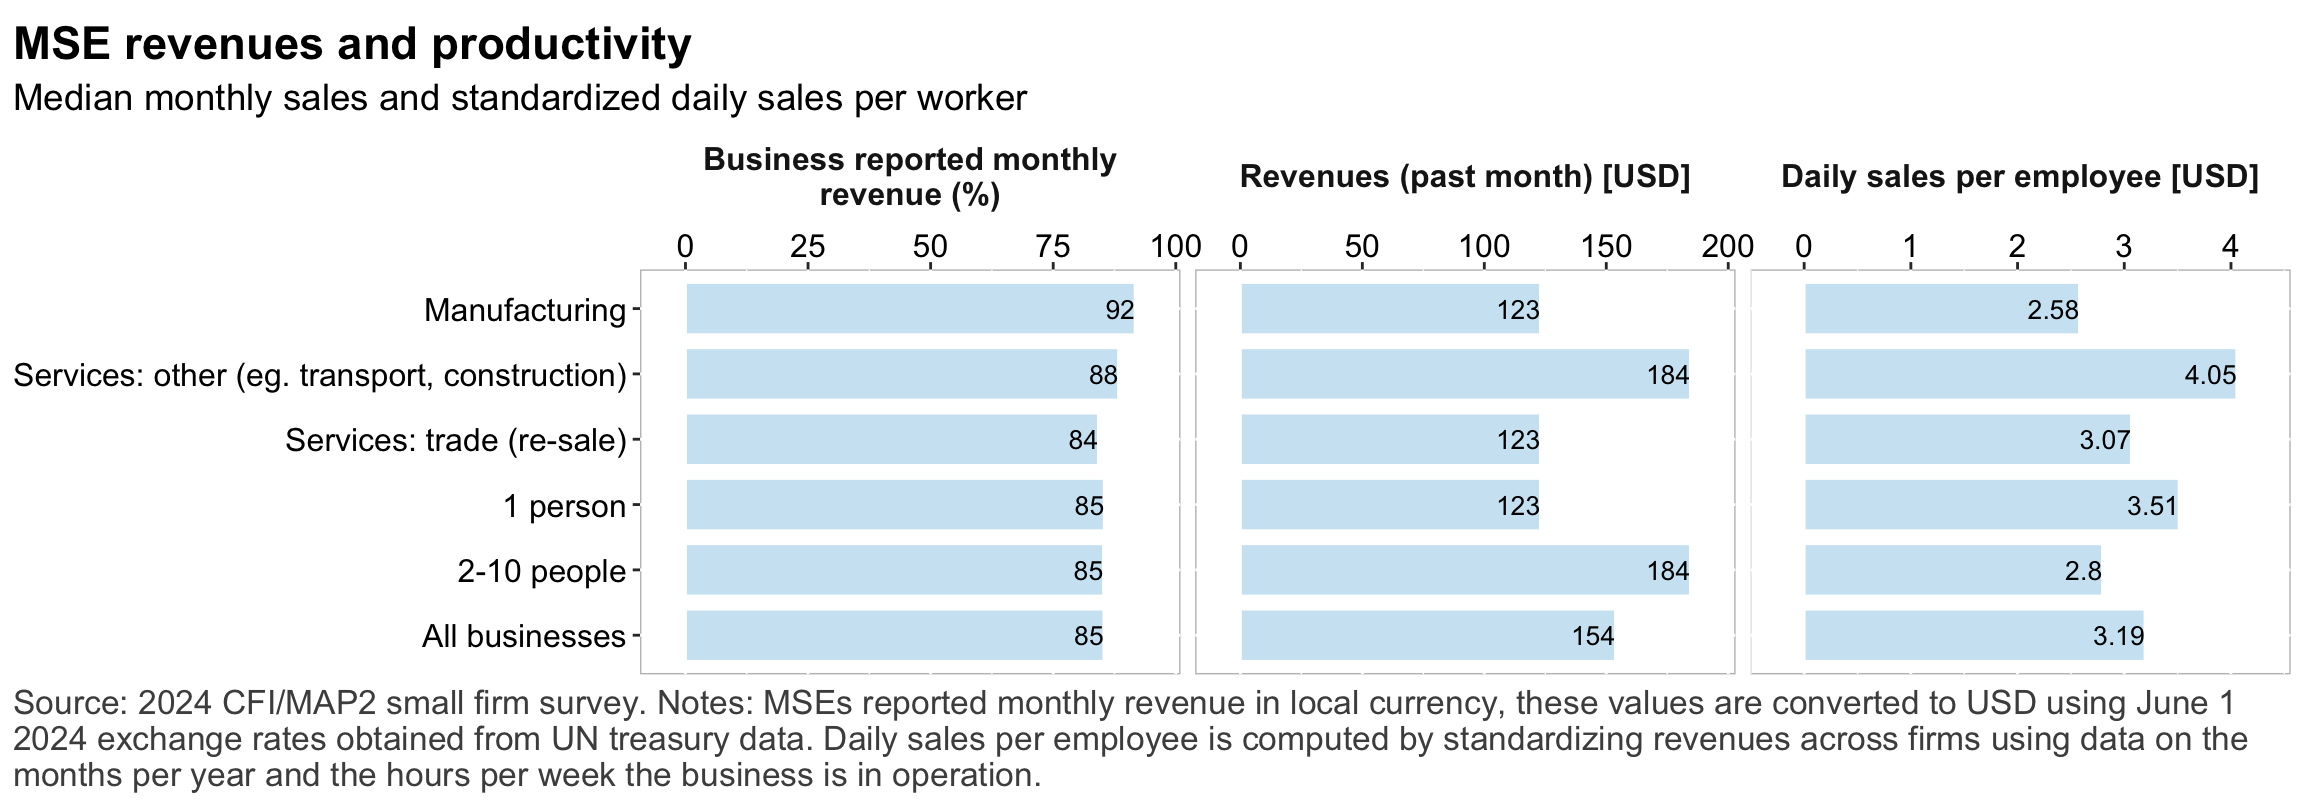 MSE revenues and productivity
Median monthly sales and standardized daily sales per worker
Business reported monthly
revenue (%)
Revenues (past month) [USD]
Daily sales per employee [USD]
0 25 50 75 100 0 50 100 150 200 0 1 2 3 4
Manufacturing 92 123 2.58
Services: other (eg. transport, construction) 88 184 4.05
Services: trade (re-sale) 84 123 3.07
1 person 85 123 3.51
2-10 people 85 184 2.8
All businesses 85 154 3.19
Source: 2024 CFI/MAP2 small firm survey. Notes: MSEs reported monthly revenue in local currency, these values are converted to USD using June 1
2024 exchange rates obtained from UN treasury data. Daily sales per employee is computed by standardizing revenues across firms using data on the
months per year and the hours per week the business is in operation.